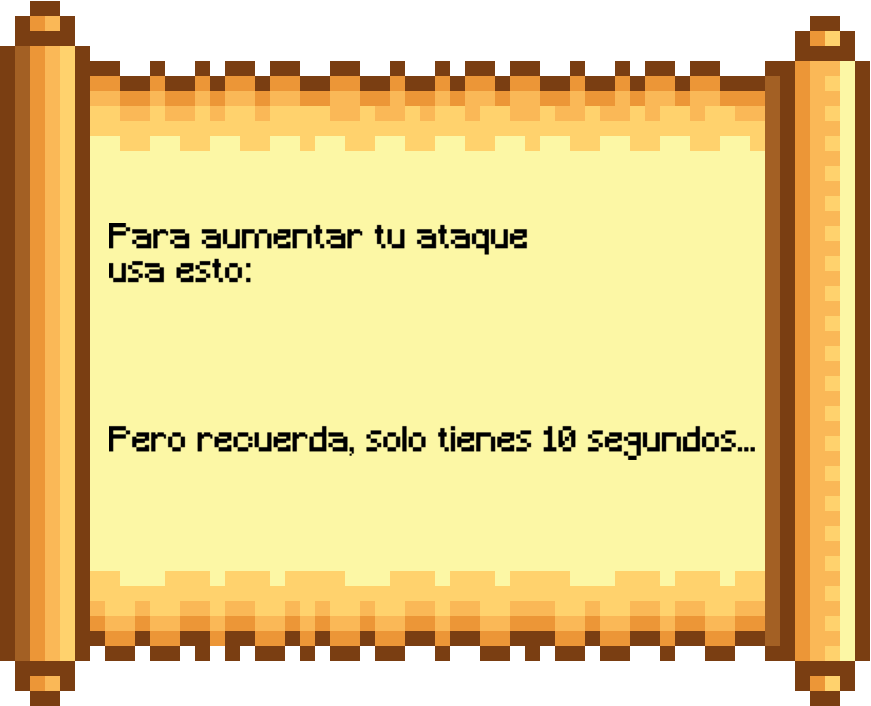 Para aumentar tu ataque
usa esto:
Pero recuerda, solo tienes 10 segundos...